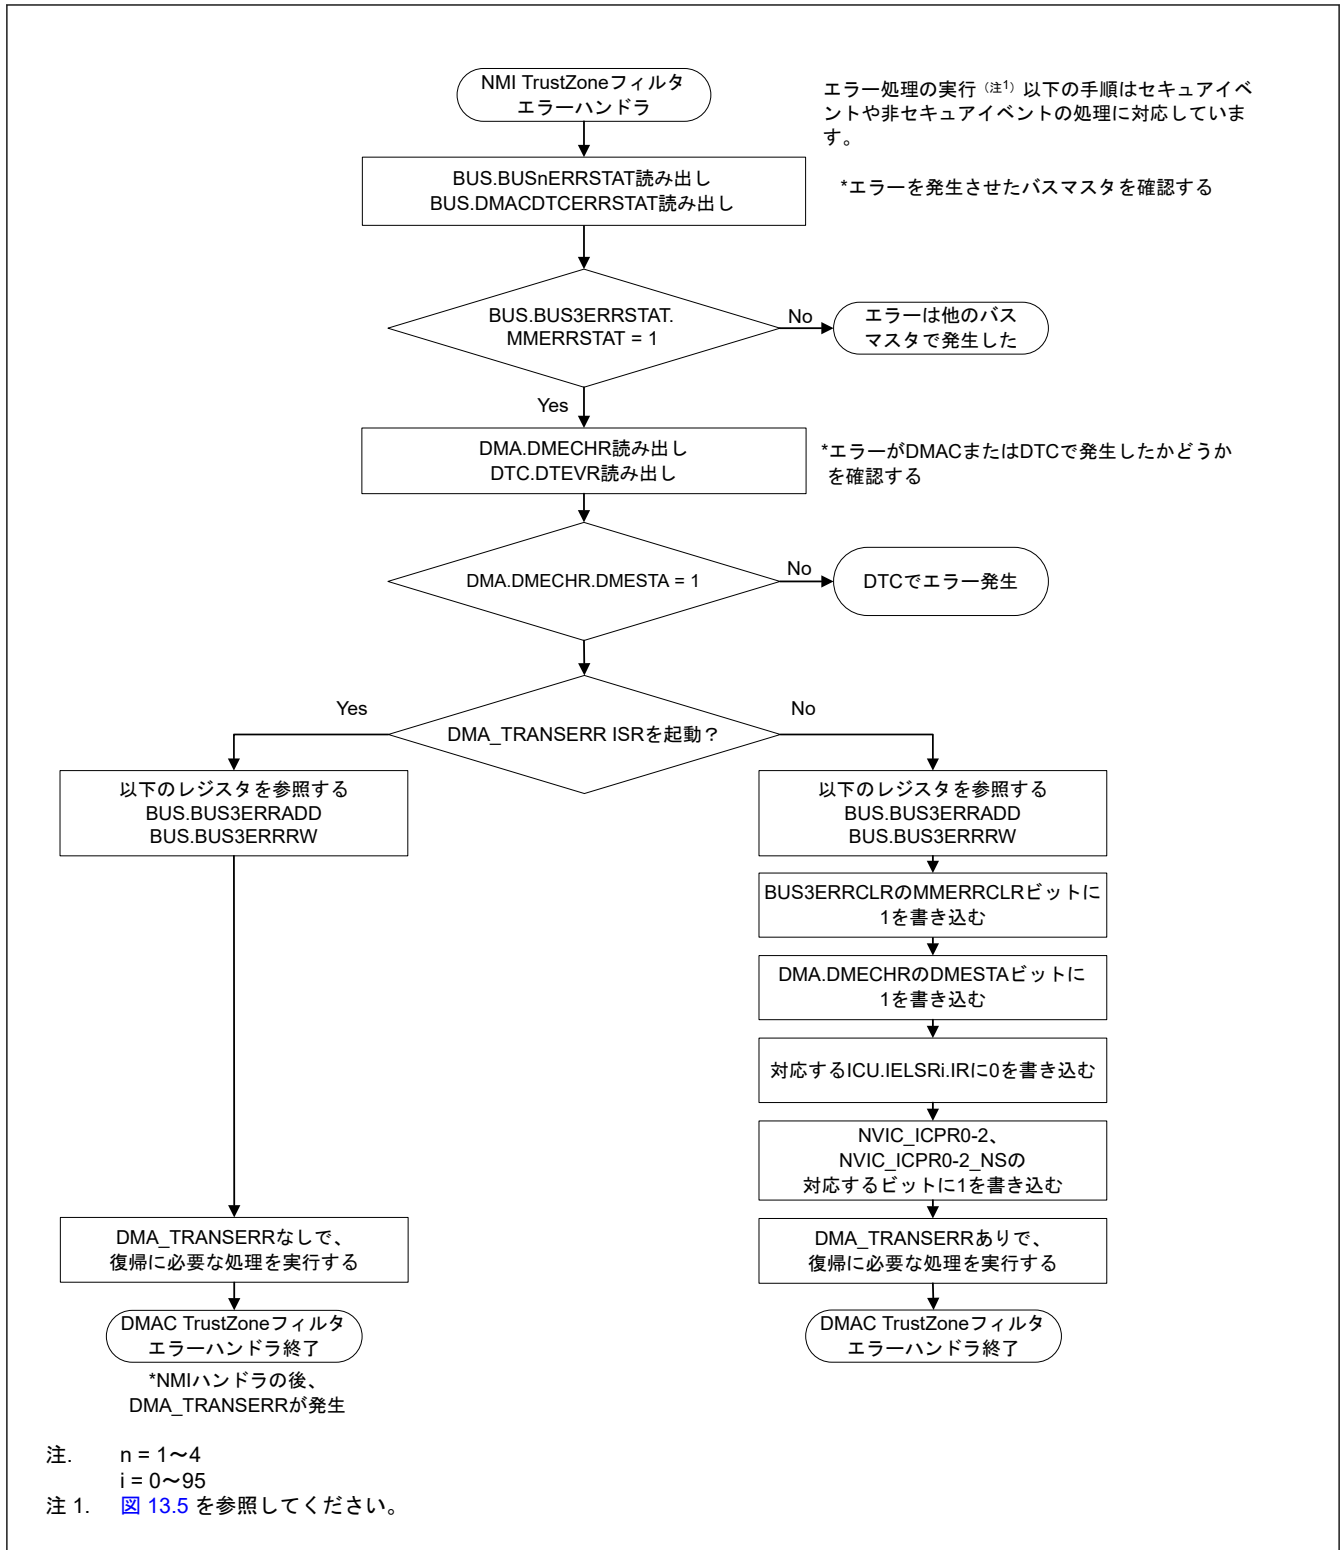 NMI TrustZoneフィルタ
エラーハンドラ
エラー処理の実行（注1）以下の手順はセキュアイベ
ントや非セキュアイベントの処理に対応していま
す。
BUS.BUSnERRSTAT読み出し
BUS.DMACDTCERRSTAT読み出し
*エラーを発生させたバスマスタを確認する
BUS.BUS3ERRSTAT.
MMERRSTAT = 1
No
エラーは他のバス
マスタで発生した
Yes
DMA.DMECHR読み出し
DTC.DTEVR読み出し
*エラーがDMACまたはDTCで発生したかどうか
を確認する
DMA.DMECHR.DMESTA = 1
No
DTCでエラー発生
DMA_TRANSERR ISRを起動？
Yes
No
以下のレジスタを参照する
BUS.BUS3ERRADD
BUS.BUS3ERRRW
以下のレジスタを参照する
BUS.BUS3ERRADD
BUS.BUS3ERRRW
BUS3ERRCLRのMMERRCLRビットに
1を書き込む
DMA.DMECHRのDMESTAビットに
1を書き込む
対応するICU.IELSRi.IRに0を書き込む
NVIC_ICPR0-2、
NVIC_ICPR0-2_NSの
対応するビットに1を書き込む
DMA_TRANSERRなしで、
復帰に必要な処理を実行する
DMA_TRANSERRありで、
復帰に必要な処理を実行する
DMAC TrustZoneフィルタ
エラーハンドラ終了
DMAC TrustZoneフィルタ
エラーハンドラ終了
*NMIハンドラの後、
DMA_TRANSERRが発生
注. n = 1～4
i = 0～95
注 1. 図 13.5 を参照してください。